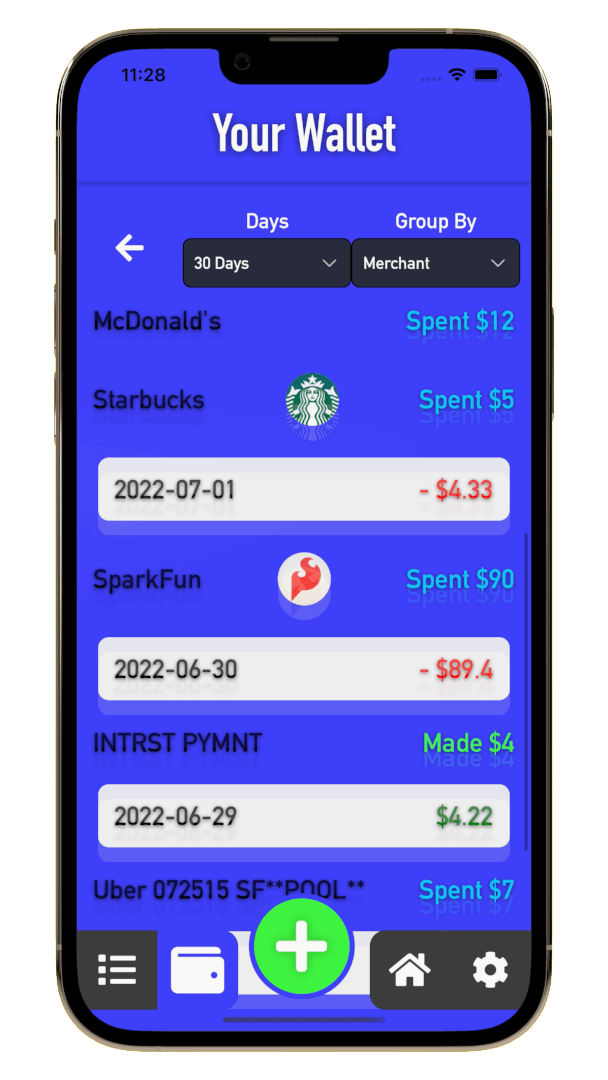 11:28
Your Wallet
Days Group By
30 Days Merchant
McDonald's Spent $12
Starbucks Spent $5
2022-07-01 - $4.33
SparkFun Spent $90
2022-06-30 - $89.4
INTRST PYMNT Made $4
2022-06-29 $4.22
Uber 072515 SF**POOL** Spent $7